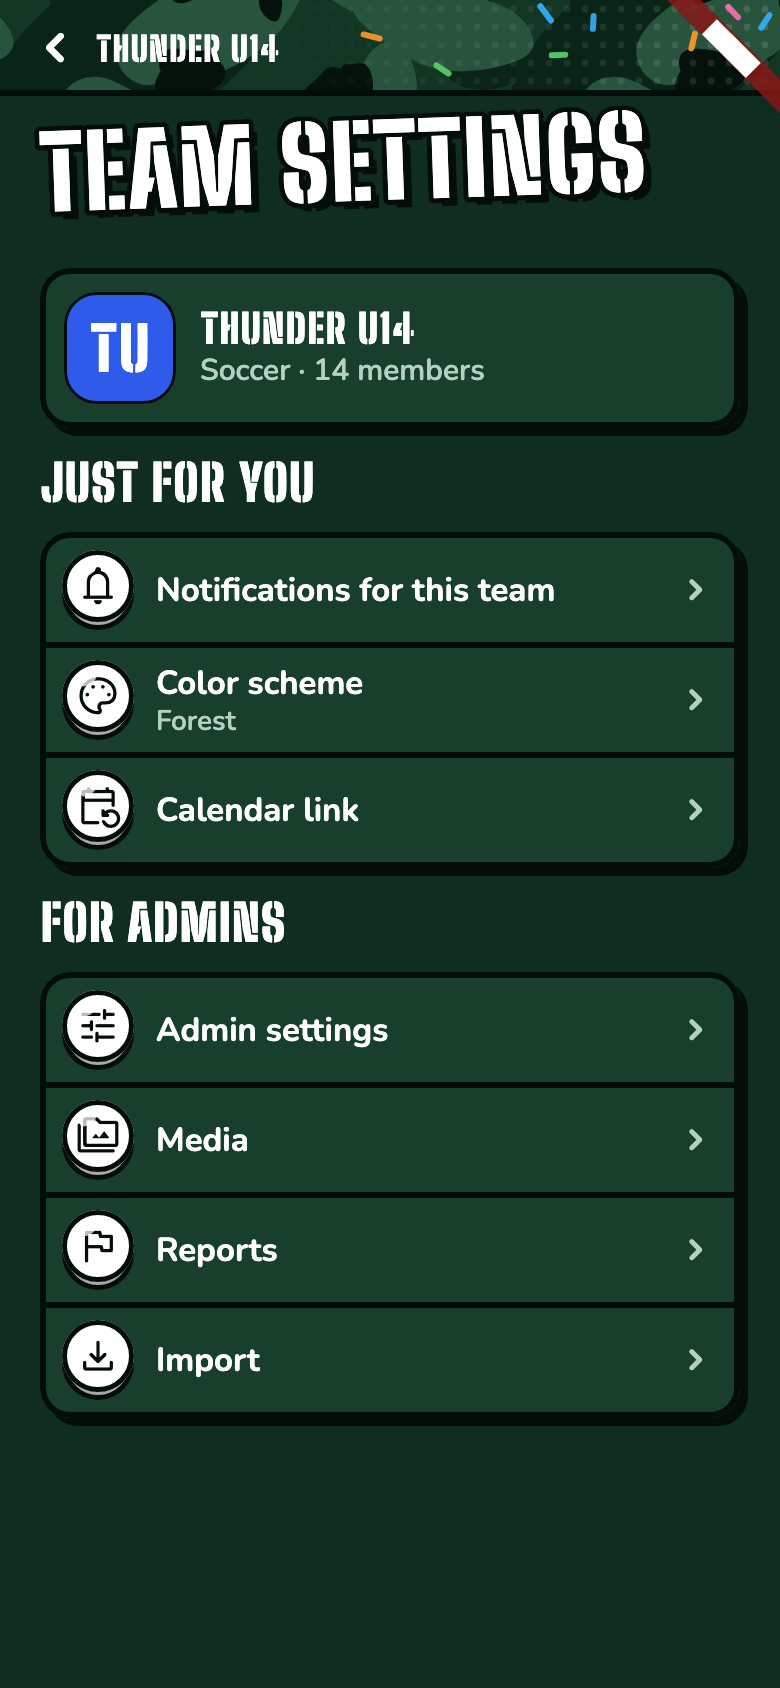 THUNDER U14
TEAM SETTINGS
TU
THUNDER U14
Soccer · 14 members
JUST FOR YOU
Notifications for this team
Color scheme
Forest
Calendar link
FOR ADMINS
Admin settings
Media
Reports
Import